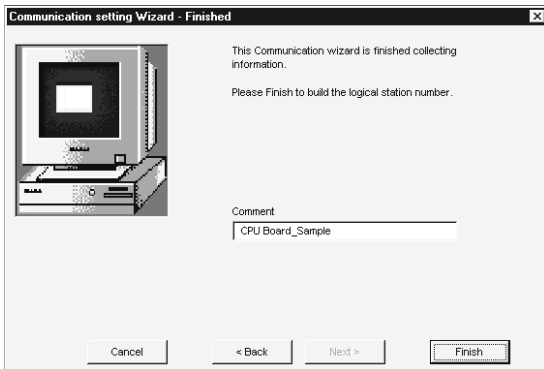 Communication setting Wizard - Finished
This Communication wizard is finished collecting
information.
Please Finish to build the logical station number.
Comment
CPU Board_Sample
Cancel
< Back
Next >
Finish